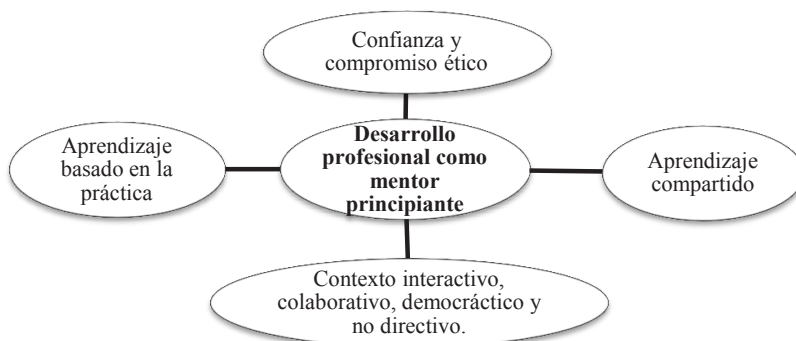 Confianza y
compromiso ético
Aprendizaje
basado en la
práctica
Desarrollo
profesional como
mentor
principiante
Aprendizaje
compartido
Contexto interactivo,
colaborativo, democráctico y
no directivo.